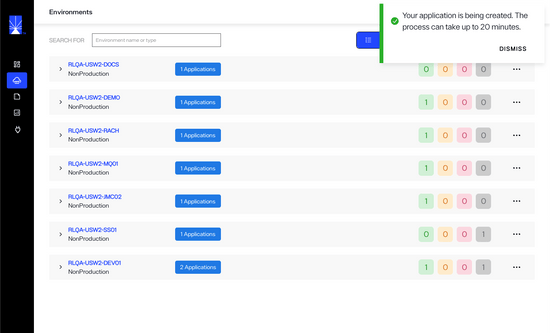 Environments
Your application is being created. The
process can take up to 20 minutes.
DISMISS
SEARCH FOR
Environment name or type
RLQA-USW2-DOCS
NonProduction
1 Applications
0 0 0 0
RLQA-USW2-DEMO
NonProduction
1 Applications
1 0 0 0
RLQA-USW2-RACH
NonProduction
1 Applications
1 0 0 0
RLQA-USW2-MQ01
NonProduction
1 Applications
1 0 0 0
RLQA-USW2-JMC02
NonProduction
1 Applications
1 0 0 0
RLQA-USW2-SS01
NonProduction
1 Applications
0 0 0 1
RLQA-USW2-DEV01
NonProduction
2 Applications
1 0 0 1